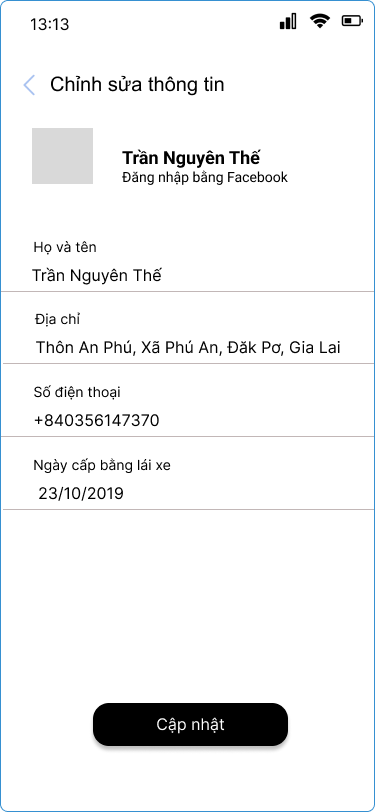 13:13
Chỉnh sửa thông tin
Trần Nguyên Thế
Đăng nhập bằng Facebook
Họ và tên
Trần Nguyên Thế
Địa chỉ
Thôn An Phú, Xã Phú An, Đăk Pơ, Gia Lai
Số điện thoại
+840356147370
Ngày cấp bằng lái xe
23/10/2019
Cập nhật